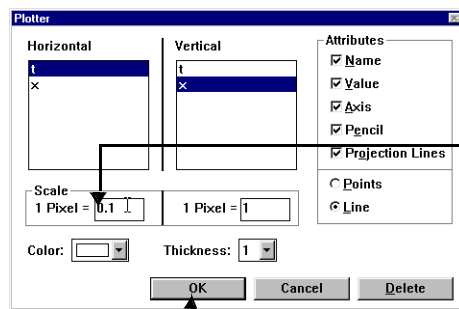 Plotter
Horizontal
t
x
Vertical
t
x
Attributes
Name
Value
Axis
Pencil
Projection Lines
Points
Line
Scale
1 Pixel = 0.1
1 Pixel = 1
Color:
Thickness: 1
OK Cancel Delete